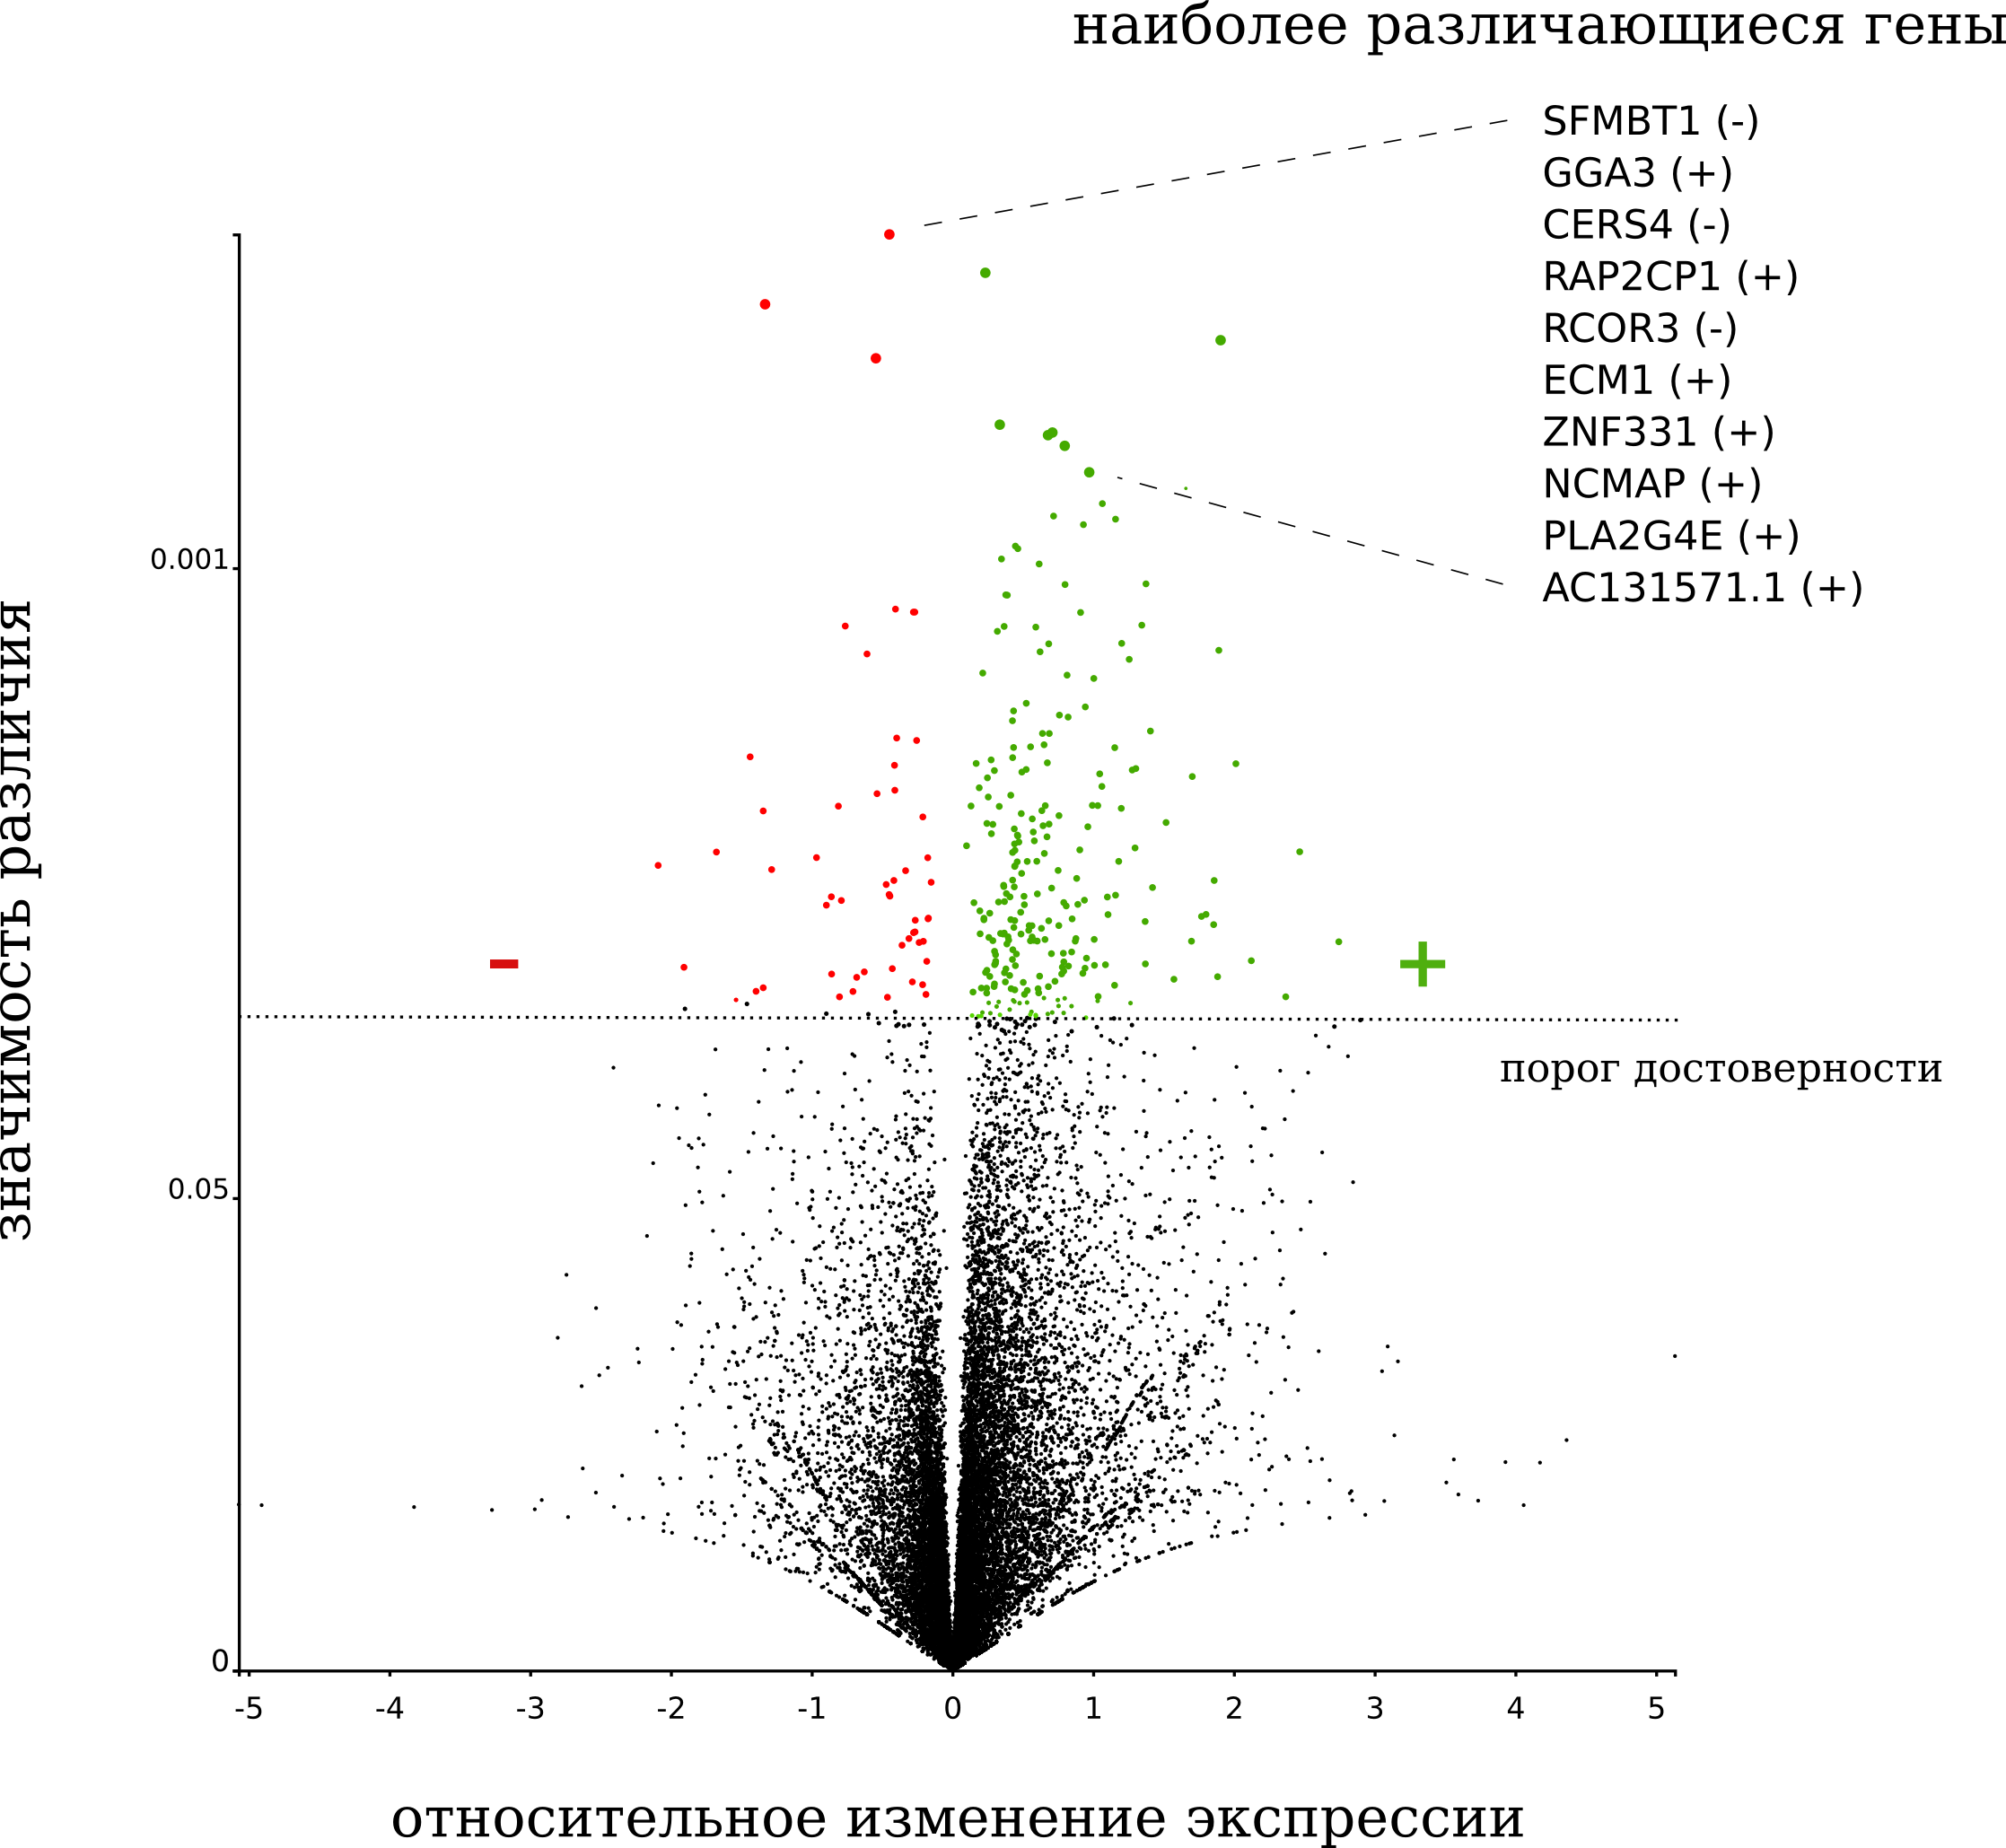 наиболее различающиеся гены
SFMBT1 (-)
GGA3 (+)
CERS4 (-)
RAP2CP1 (+)
RCOR3 (-)
ECM1 (+)
ZNF331 (+)
NCMAP (+)
PLA2G4E (+)
AC131571.1 (+)
значимость различия
0.001
0.05
0
порог достоверности
-5 -4 -3 -2 -1 0 1 2 3 4 5
относительное изменение экспрессии